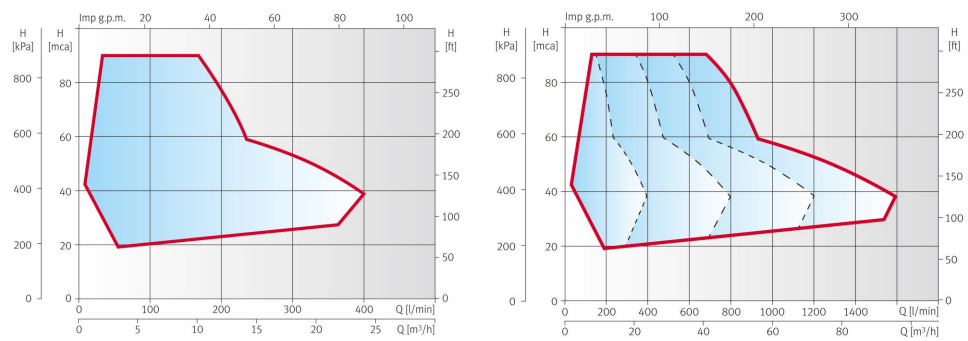 Imp g.p.m. 20 40 60 80 100
H H H
[kPa] [mca] [ft]
800 80 250
600 60 200
150
400 40 100
200 20 50
0 0 0
0 100 200 300 400 Q [l/min]
0 5 10 15 20 25 Q [m³/h]
Imp g.p.m. 100 200 300
H H H
[kPa] [mca] [ft]
800 80 250
600 60 200
150
400 40 100
200 20 50
0 0 0
0 200 400 600 800 1000 1200 1400 Q [l/min]
0 20 40 60 80 Q [m³/h]